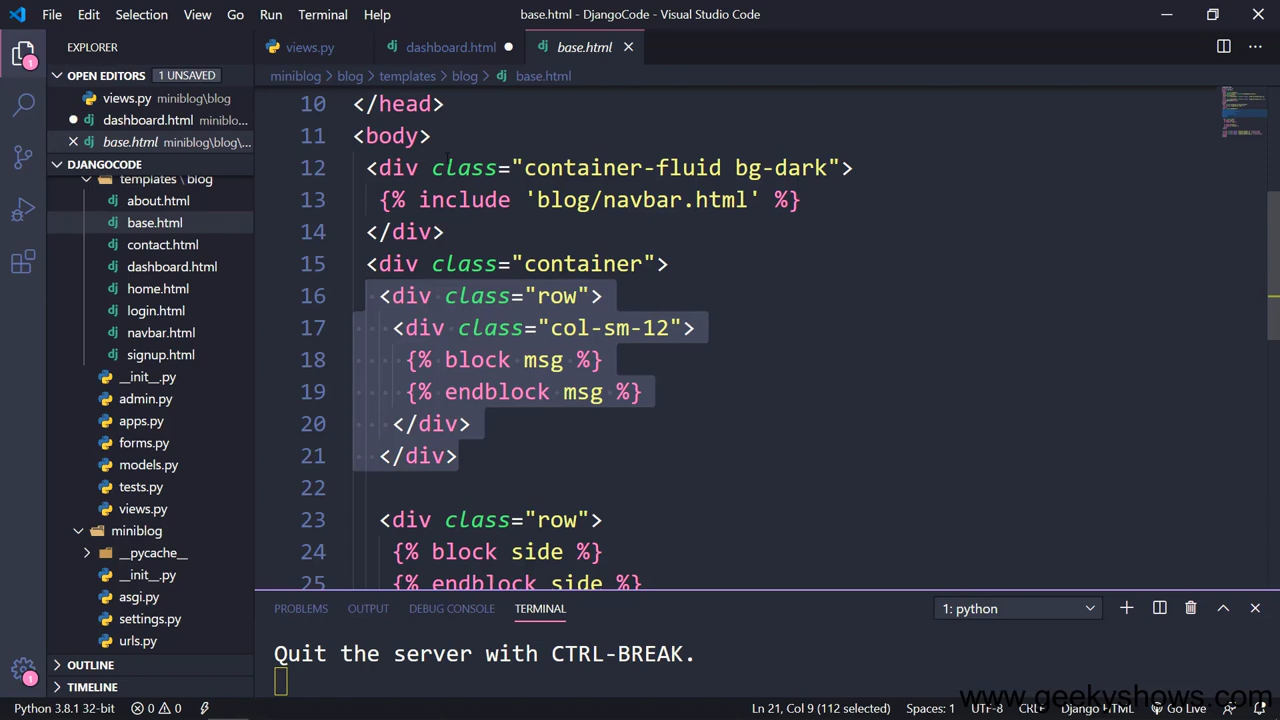 File Edit Selection View Go Run Terminal Help base.html - DjangoCode - Visual Studio Code
EXPLORER
views.py dashboard.html base.html
OPEN EDITORS 1 UNSAVED
miniblog > blog > templates > blog > base.html
views.py miniblog\blog
dashboard.html miniblo...
base.html miniblog\blog\...
DJANGOCODE
templates \ blog
about.html
base.html
contact.html
dashboard.html
home.html
login.html
navbar.html
signup.html
__init__.py
admin.py
apps.py
forms.py
models.py
tests.py
views.py
miniblog
__pycache__
__init__.py
asgi.py
settings.py
urls.py
OUTLINE
TIMELINE
1
1
10 </head>
11 <body>
12 <div class="container-fluid bg-dark">
13 {% include 'blog/navbar.html' %}
14 </div>
15 <div class="container">
16 <div class="row">
17 <div class="col-sm-12">
18 {% block msg %}
19 {% endblock msg %}
20 </div>
21 </div>
22
23 <div class="row">
24 {% block side %}
25 {% endblock side %}
PROBLEMS OUTPUT DEBUG CONSOLE TERMINAL 1: python
Quit the server with CTRL-BREAK.
www.geekyshows.com
Python 3.8.1 32-bit 0 0 Ln 21, Col 9 (112 selected) Spaces: 1 UTF-8 CRLF Django HTML Go Live